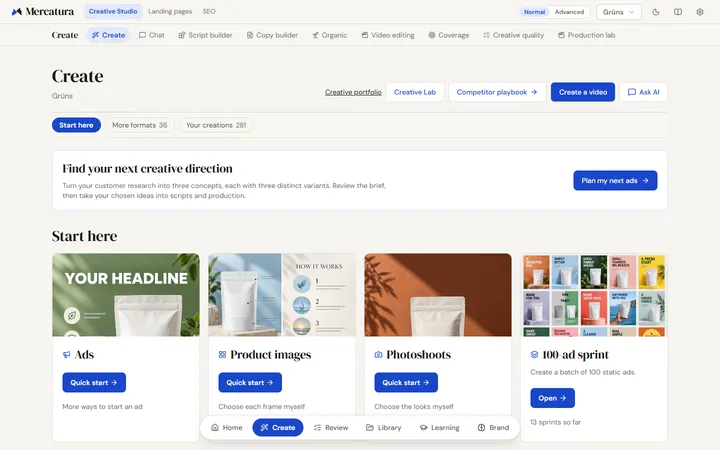 Mercatura
Creative Studio
Landing pages
SEO
Normal
Advanced
Grüns
Create
Create
Chat
Script builder
Copy builder
Organic
Video editing
Coverage
Creative quality
Production lab
Create
Grüns
Creative portfolio
Creative Lab
Competitor playbook →
Create a video
Ask AI
Start here
More formats 36
Your creations 281
Find your next creative direction
Turn your customer research into three concepts, each with three distinct variants. Review the brief,
then take your chosen ideas into scripts and production.
Plan my next ads →
Start here
YOUR HEADLINE
HOW IT WORKS
1
2
3
Ads
Quick start →
More ways to start an ad
Product images
Quick start →
Choose each frame myself
Photoshoots
Quick start →
Choose the looks myself
100-ad sprint
Create a batch of 100 static ads.
Open →
13 sprints so far
Home
Create
Review
Library
Learning
Brand